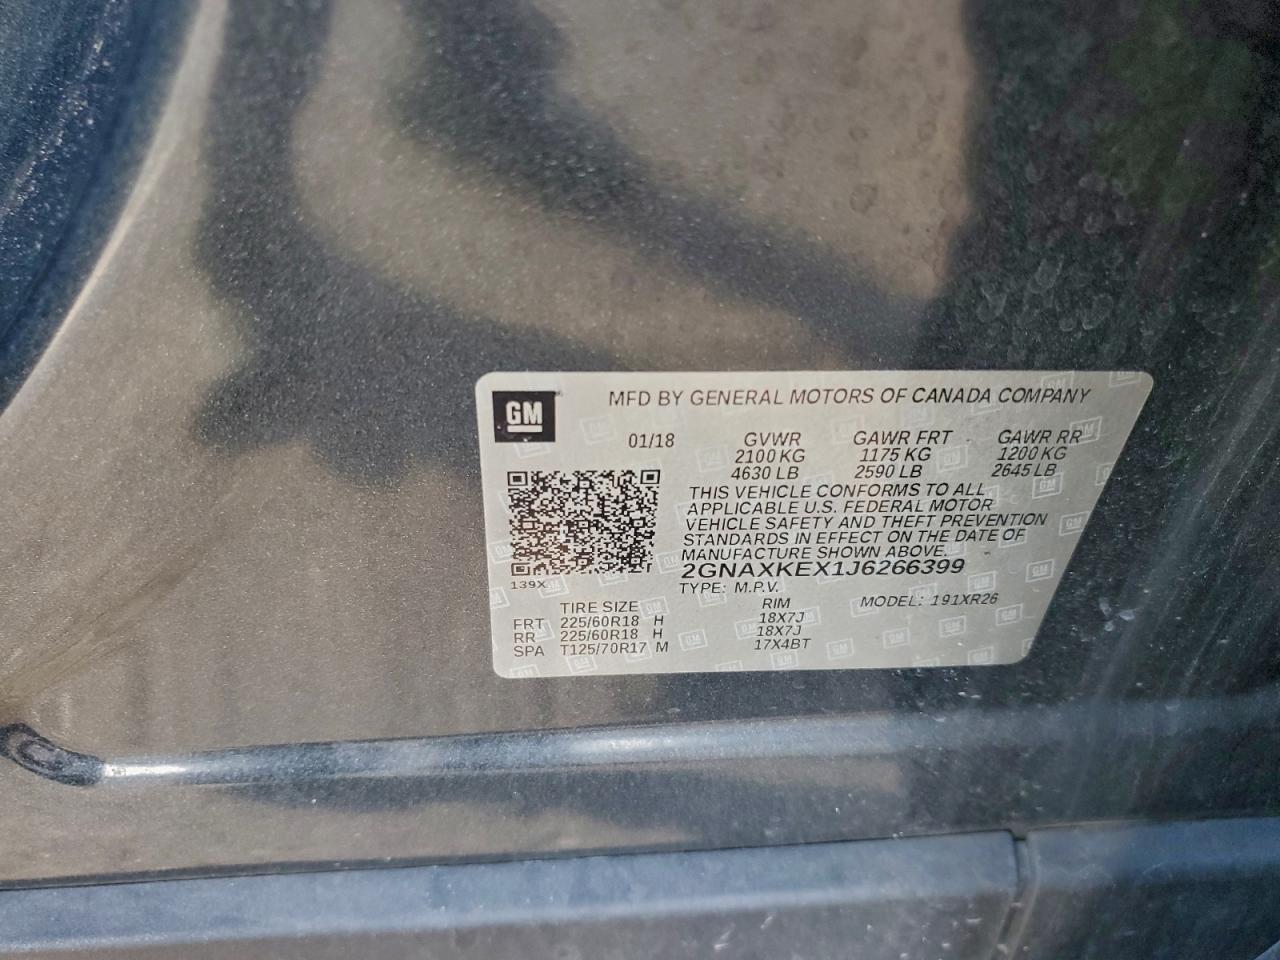 GM
MFD BY GENERAL MOTORS OF CANADA COMPANY
01/18 GVWR GAWR FRT GAWR RR
2100 KG 1175 KG 1200 KG
4630 LB 2590 LB 2645 LB
THIS VEHICLE CONFORMS TO ALL
APPLICABLE U.S. FEDERAL MOTOR
VEHICLE SAFETY AND THEFT PREVENTION
STANDARDS IN EFFECT ON THE DATE OF
MANUFACTURE SHOWN ABOVE.
2GNAXKEX1J6266399
139X
TYPE: M.P.V.
TIRE SIZE RIM MODEL: 191XR26
FRT 225/60R18 H 18X7J
RR 225/60R18 H 18X7J
SPA T125/70R17 M 17X4BT